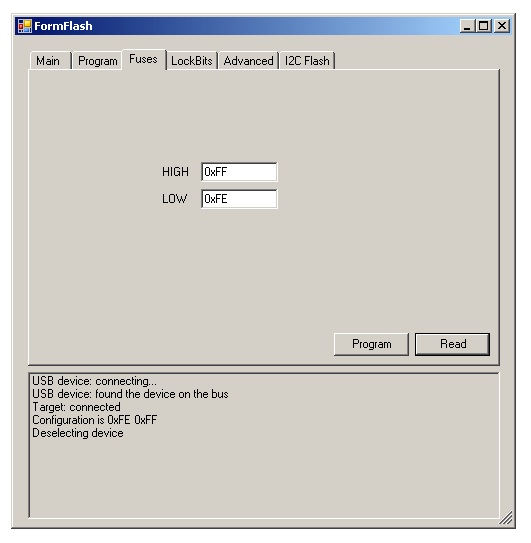 FormFlash
Main Program Fuses LockBits Advanced I2C Flash
HIGH 0xFF
LOW 0xFE
Program Read
USB device: connecting...
USB device: found the device on the bus
Target: connected
Configuration is 0xFE 0xFF
Deselecting device